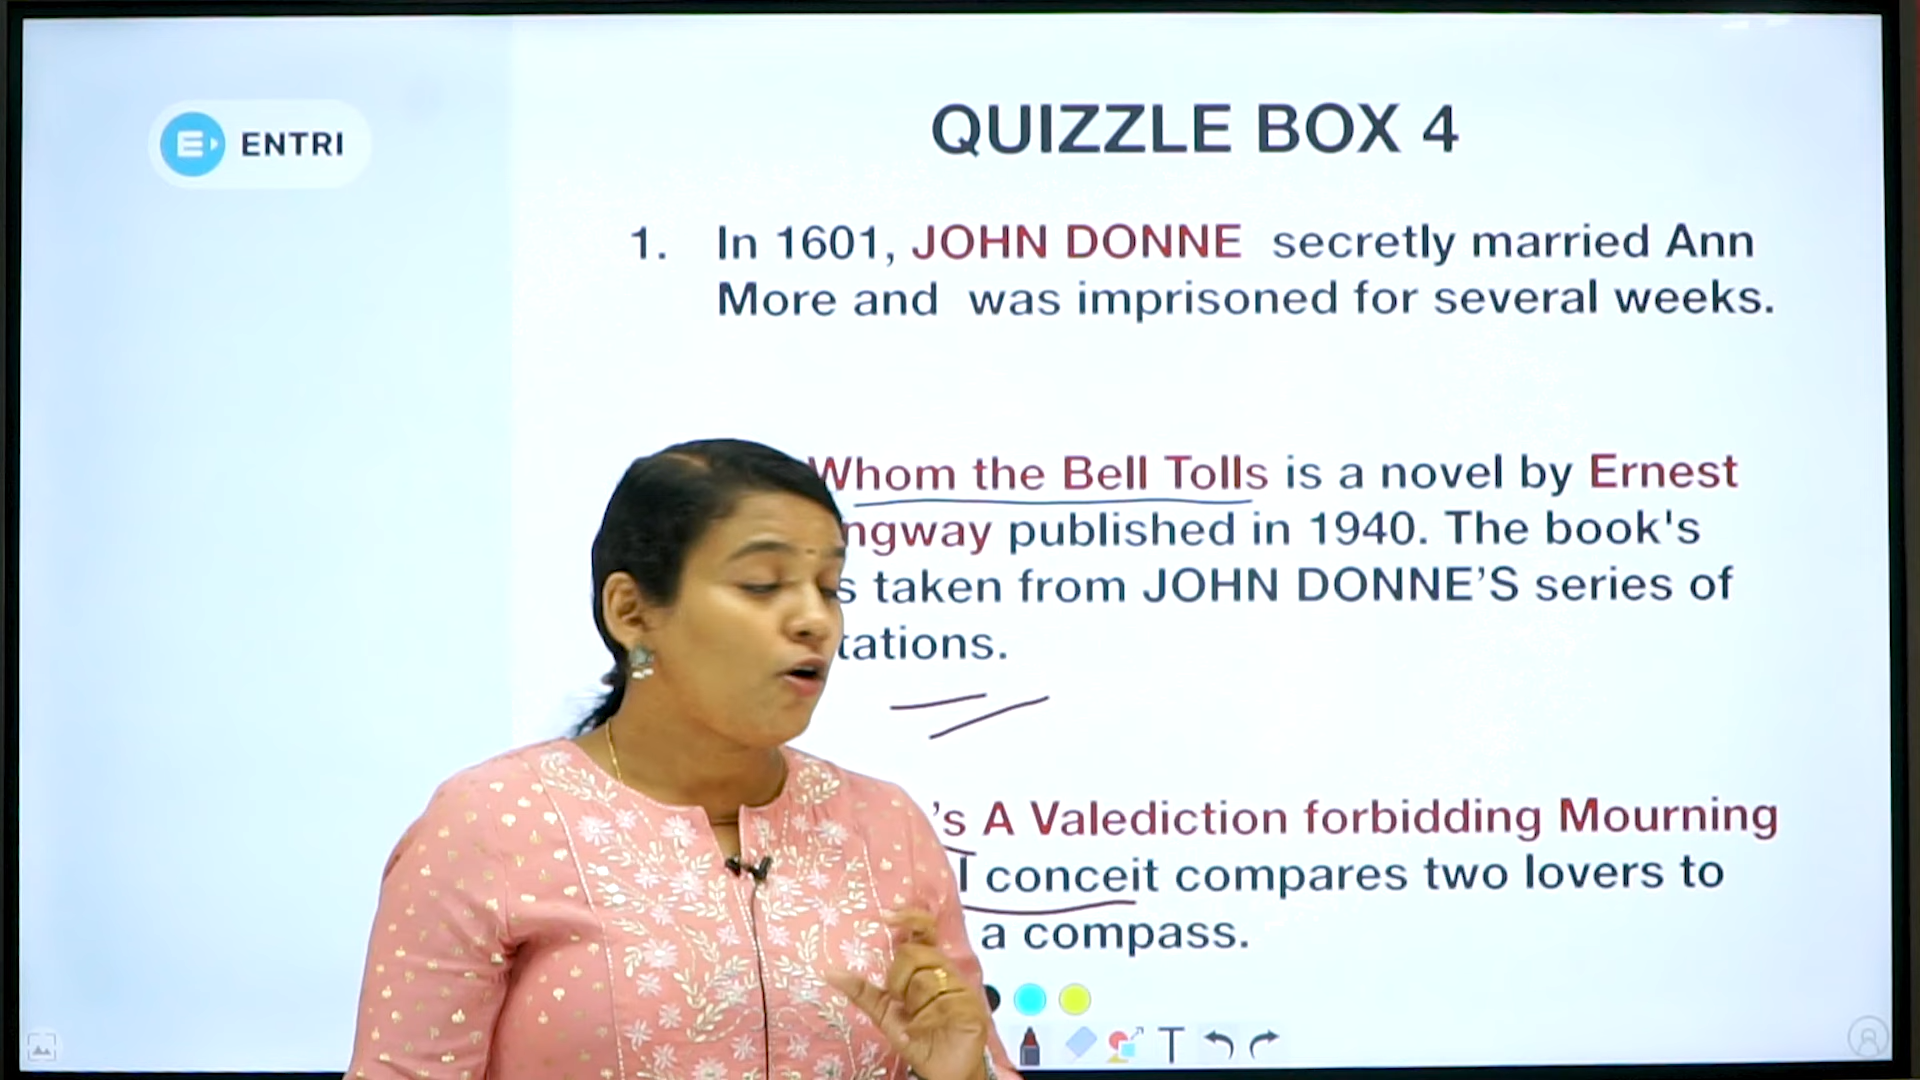 ENTRI
QUIZZLE BOX 4
1. In 1601, JOHN DONNE secretly married Ann
More and was imprisoned for several weeks.
Whom the Bell Tolls is a novel by Ernest
ngway published in 1940. The book's
s taken from JOHN DONNE’S series of
tations.
’s A Valediction forbidding Mourning
l conceit compares two lovers to
a compass.
T